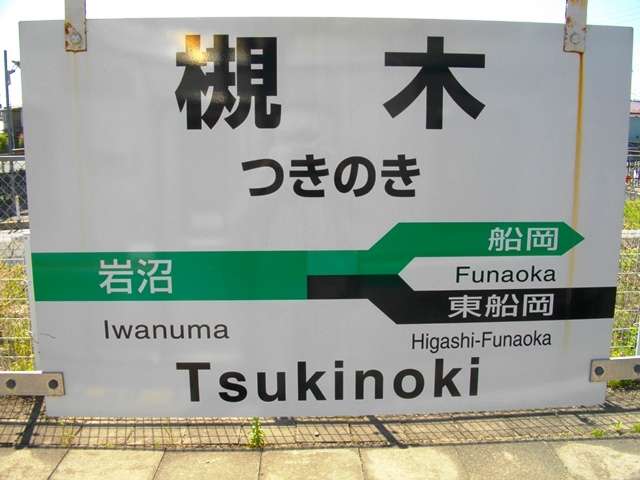 槻木
つきのき
船岡
岩沼
Funaoka
東船岡
Iwanuma
Higashi-Funaoka
Tsukinoki